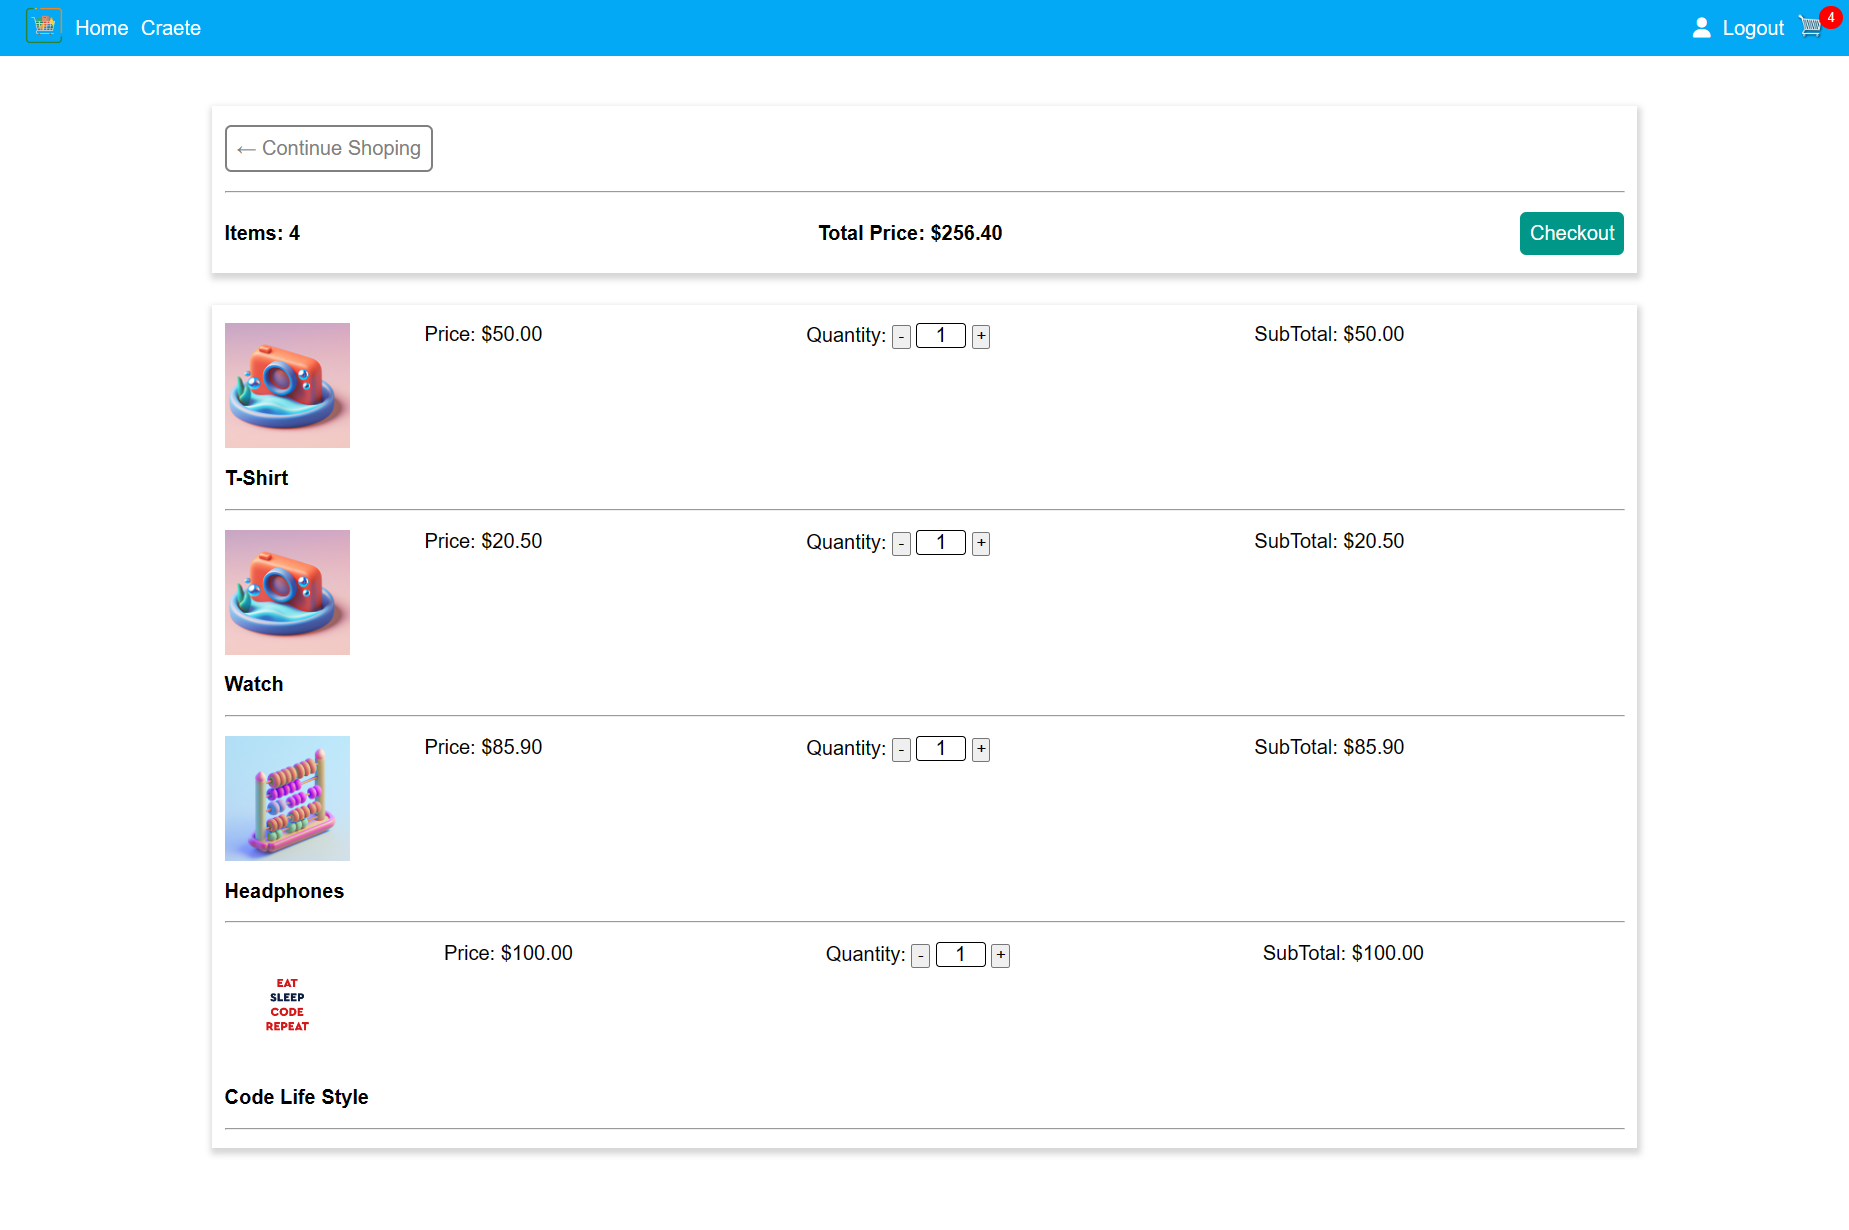 Home Craete Logout 4
← Continue Shoping
Items: 4 Total Price: $256.40 Checkout
Price: $50.00 Quantity: - 1 + SubTotal: $50.00
T-Shirt
Price: $20.50 Quantity: - 1 + SubTotal: $20.50
Watch
Price: $85.90 Quantity: - 1 + SubTotal: $85.90
Headphones
Price: $100.00 Quantity: - 1 + SubTotal: $100.00
EAT
SLEEP
CODE
REPEAT
Code Life Style